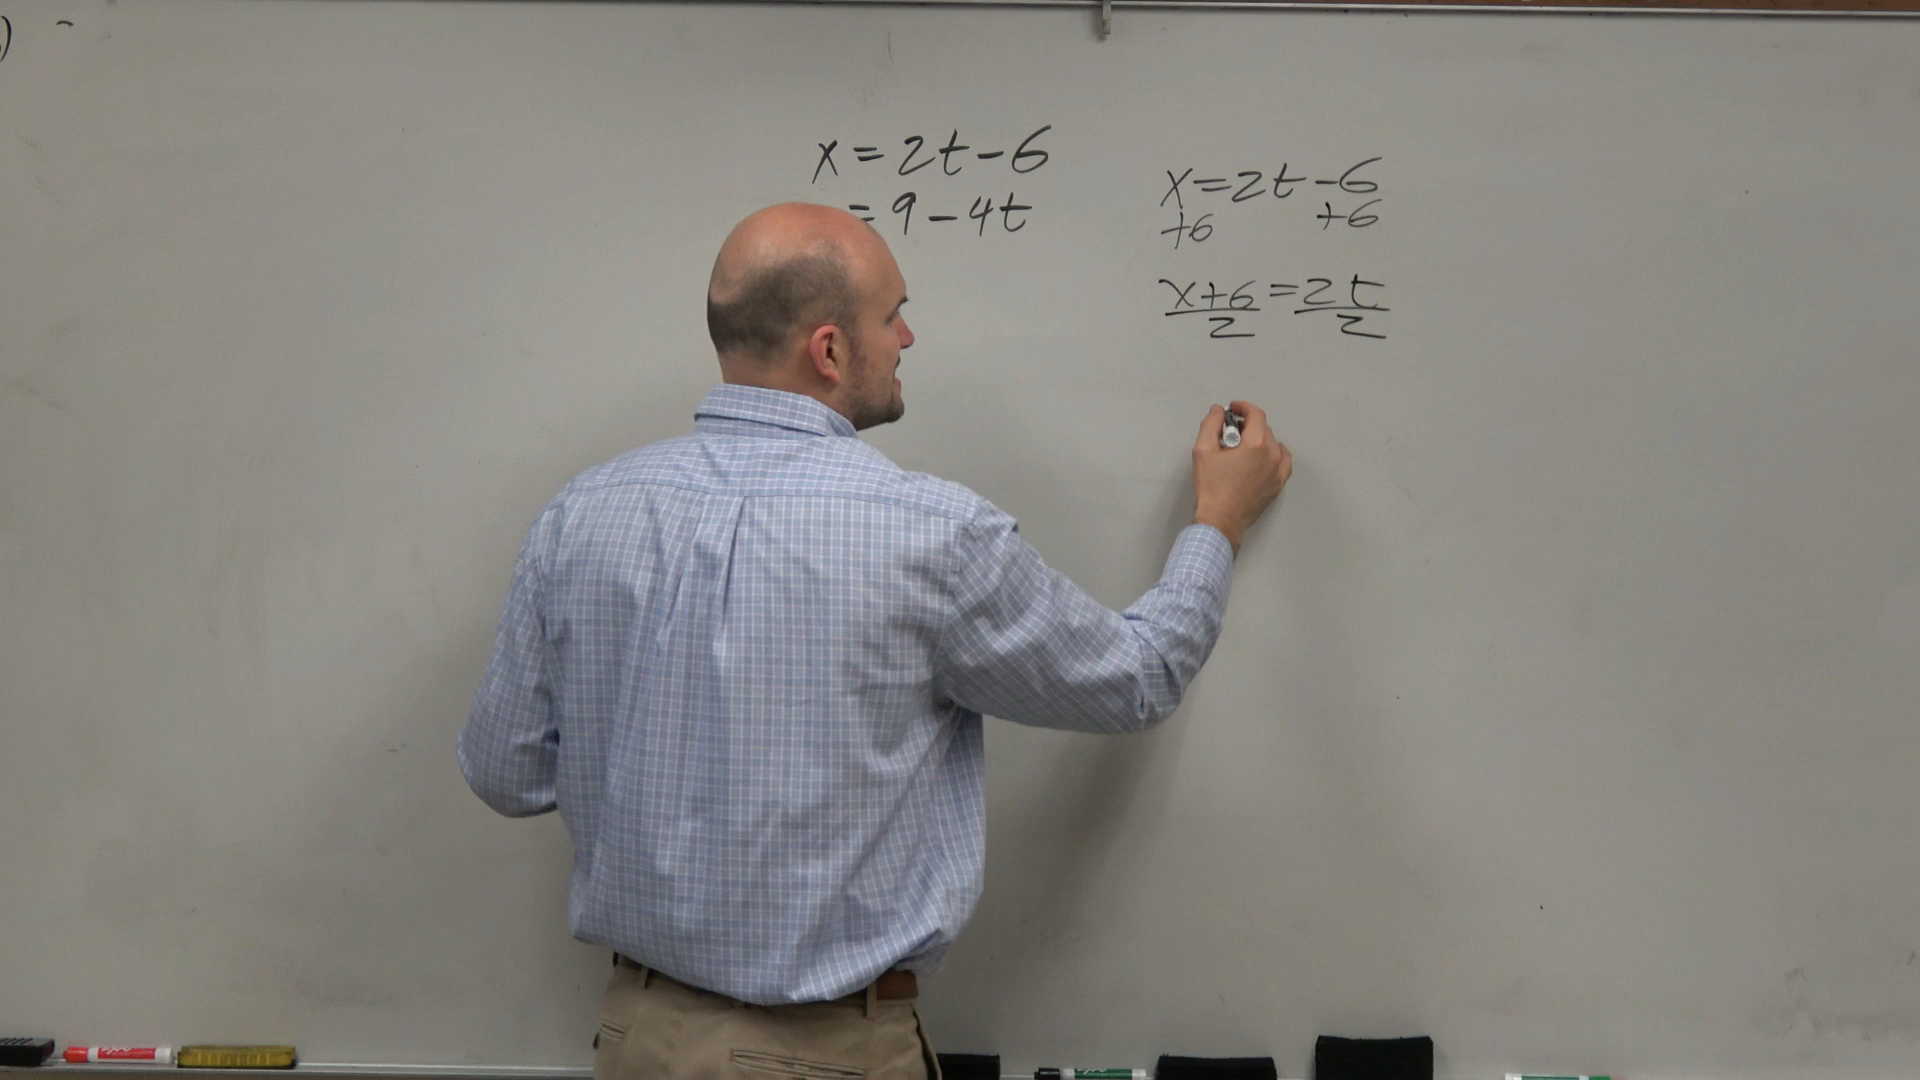 x = 2t - 6
= 9 - 4t
x = 2t - 6
+6 +6
x+6 = 2t
2 2